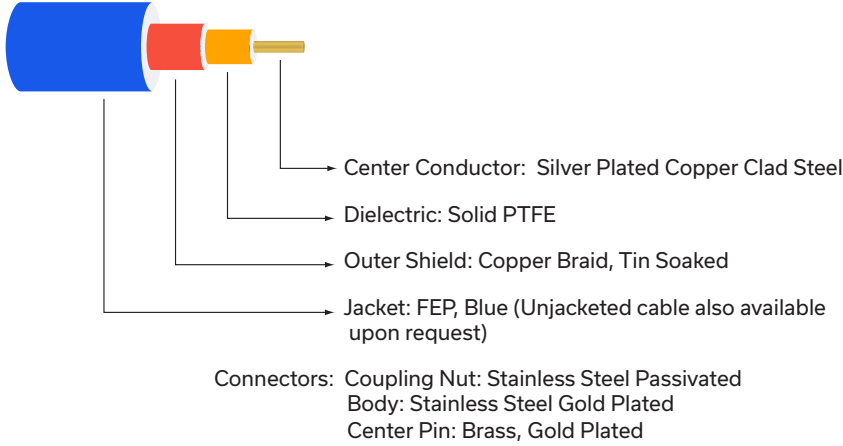 Center Conductor: Silver Plated Copper Clad Steel
Dielectric: Solid PTFE
Outer Shield: Copper Braid, Tin Soaked
Jacket: FEP, Blue (Unjacketed cable also available
upon request)
Connectors: Coupling Nut: Stainless Steel Passivated
Body: Stainless Steel Gold Plated
Center Pin: Brass, Gold Plated